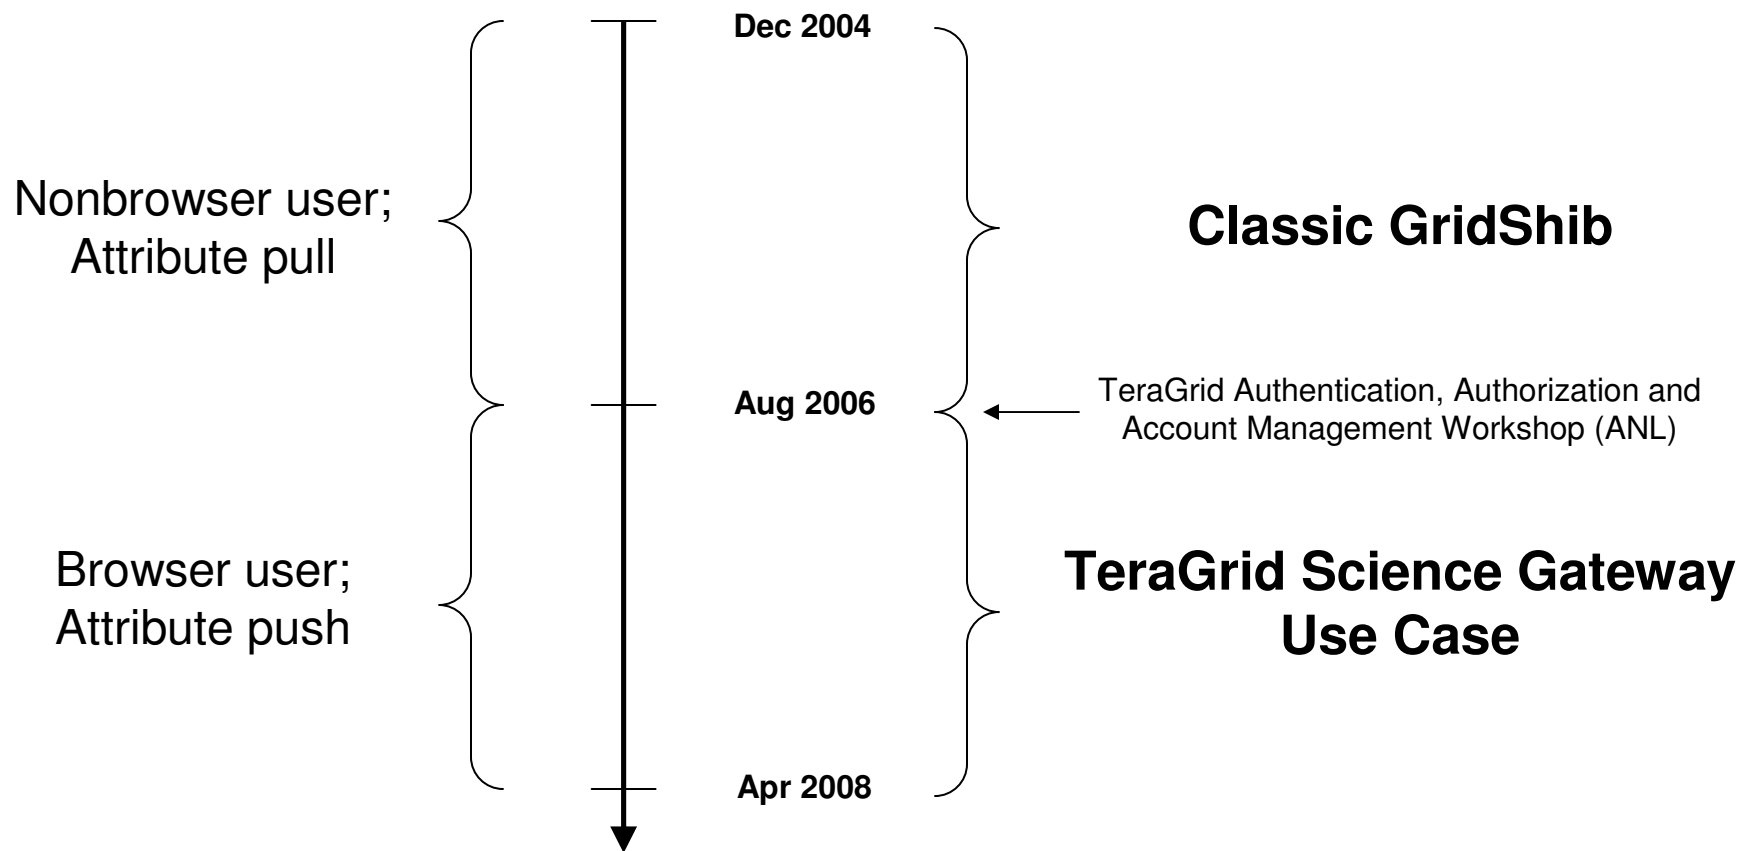 Dec 2004
Nonbrowser user;
Attribute pull
Classic GridShib
Aug 2006
TeraGrid Authentication, Authorization and
Account Management Workshop (ANL)
Browser user;
Attribute push
TeraGrid Science Gateway
Use Case
Apr 2008